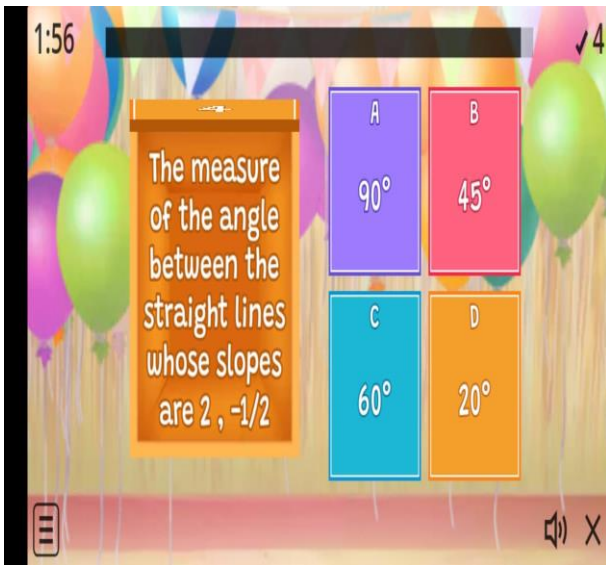 1:56
✓4
The measure
of the angle
between the
straight lines
whose slopes
are 2 , -1/2
A
90°
B
45°
C
60°
D
20°